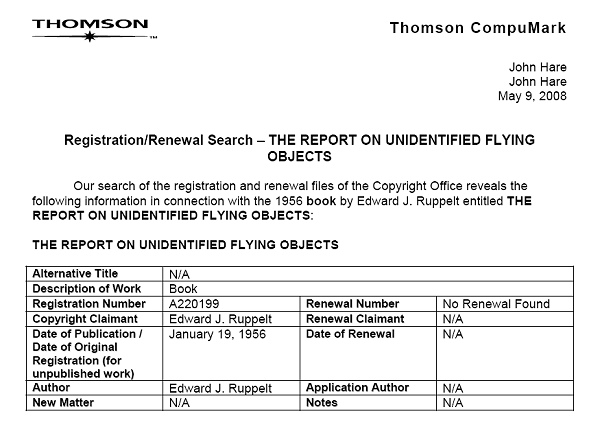 THOMSON
™
Thomson CompuMark
John Hare
John Hare
May 9, 2008
Registration/Renewal Search – THE REPORT ON UNIDENTIFIED FLYING
OBJECTS
Our search of the registration and renewal files of the Copyright Office reveals the
following information in connection with the 1956 book by Edward J. Ruppelt entitled THE
REPORT ON UNIDENTIFIED FLYING OBJECTS:
THE REPORT ON UNIDENTIFIED FLYING OBJECTS
Alternative Title N/A
Description of Work Book
Registration Number A220199 Renewal Number No Renewal Found
Copyright Claimant Edward J. Ruppelt Renewal Claimant N/A
Date of Publication / January 19, 1956 Date of Renewal N/A
Date of Original
Registration (for
unpublished work)
Author Edward J. Ruppelt Application Author N/A
New Matter N/A Notes N/A